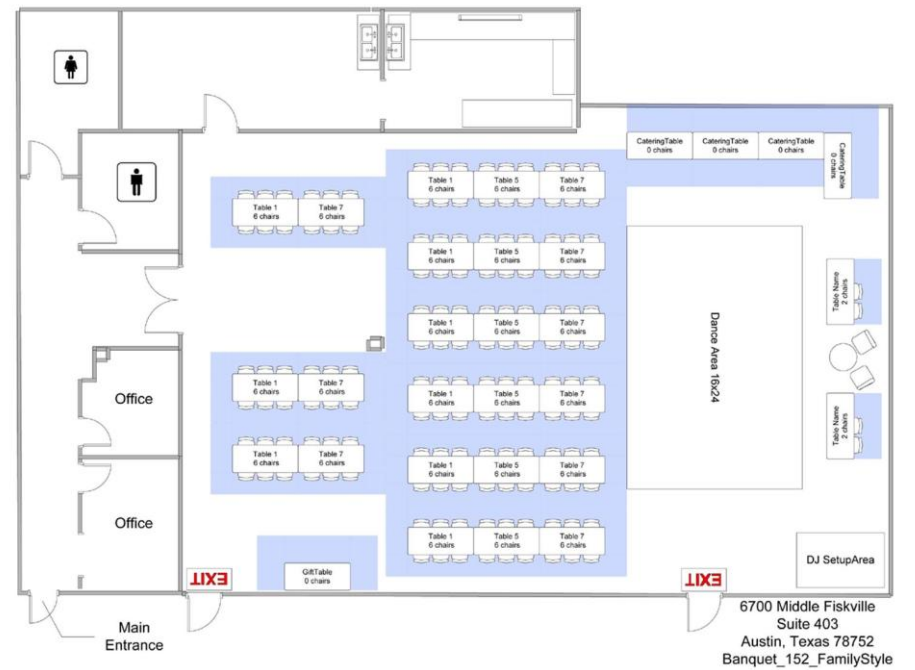 CateringTable
0 chairs
CateringTable
0 chairs
CateringTable
0 chairs
CateringTable
0 chairs
Table 1
6 chairs
Table 5
6 chairs
Table 7
6 chairs
Table 1
6 chairs
Table 7
6 chairs
Table 1
6 chairs
Table 5
6 chairs
Table 7
6 chairs
Table Name
2 chairs
Table 1
6 chairs
Table 5
6 chairs
Table 7
6 chairs
Dance Area 16x24
Office
Table 1
6 chairs
Table 7
6 chairs
Table 1
6 chairs
Table 5
6 chairs
Table 7
6 chairs
Table Name
2 chairs
Table 1
6 chairs
Table 7
6 chairs
Table 1
6 chairs
Table 5
6 chairs
Table 7
6 chairs
Office
Table 1
6 chairs
Table 5
6 chairs
Table 7
6 chairs
GiftTable
0 chairs
DJ SetupArea
EXIT
EXIT
Main
Entrance
6700 Middle Fiskville
Suite 403
Austin, Texas 78752
Banquet_152_FamilyStyle